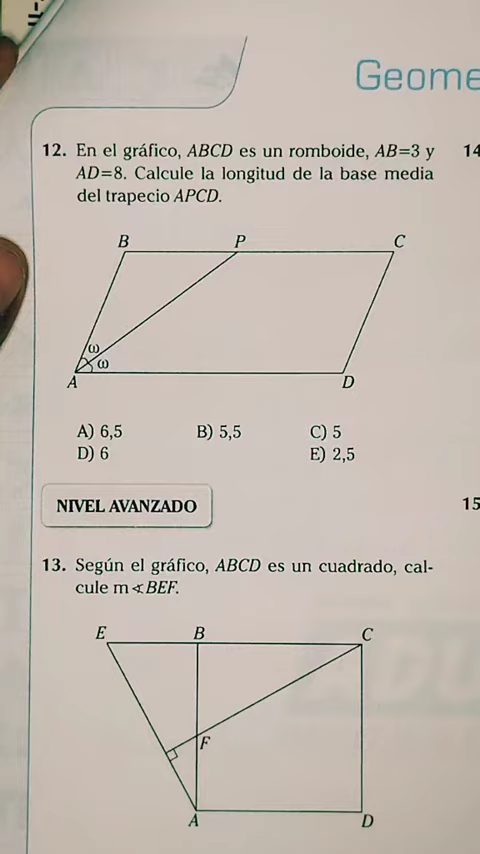 Geome
12. En el gráfico, ABCD es un romboide, AB=3 y
AD=8. Calcule la longitud de la base media
del trapecio APCD.
14
B P C
ω
ω
A D
A) 6,5 B) 5,5 C) 5
D) 6 E) 2,5
NIVEL AVANZADO
15
13. Según el gráfico, ABCD es un cuadrado, cal-
cule m∢BEF.
E B C
F
A D